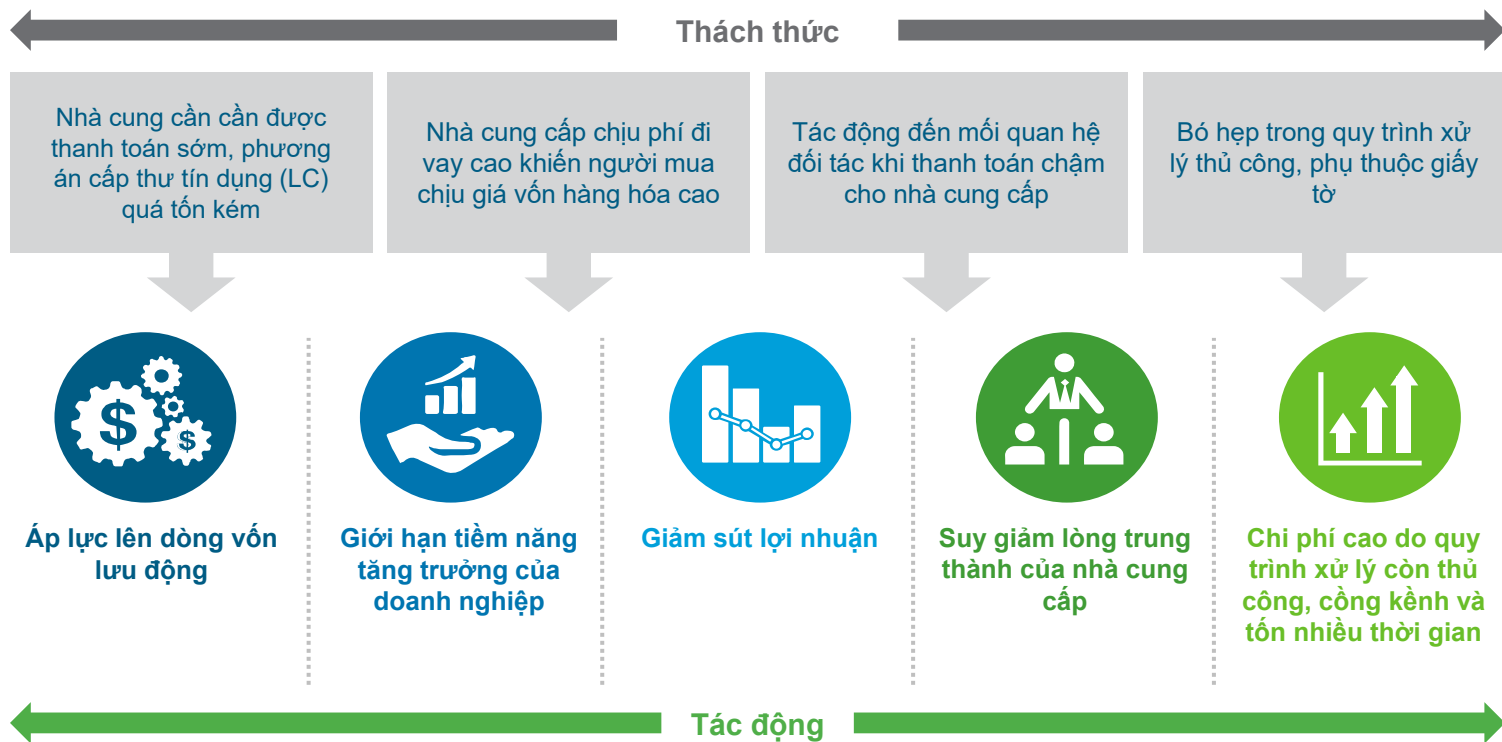 Thách thức
Nhà cung cần cần được
thanh toán sớm, phương
án cấp thư tín dụng (LC)
quá tốn kém
Nhà cung cấp chịu phí đi
vay cao khiến người mua
chịu giá vốn hàng hóa cao
Tác động đến mối quan hệ
đối tác khi thanh toán chậm
cho nhà cung cấp
Bó hẹp trong quy trình xử
lý thủ công, phụ thuộc giấy
tờ
$
$
Áp lực lên dòng vốn
lưu động
Giới hạn tiềm năng
tăng trưởng của
doanh nghiệp
Giảm sút lợi nhuận
Suy giảm lòng trung
thành của nhà cung
cấp
Chi phí cao do quy
trình xử lý còn thủ
công, cồng kềnh và
tốn nhiều thời gian
Tác động